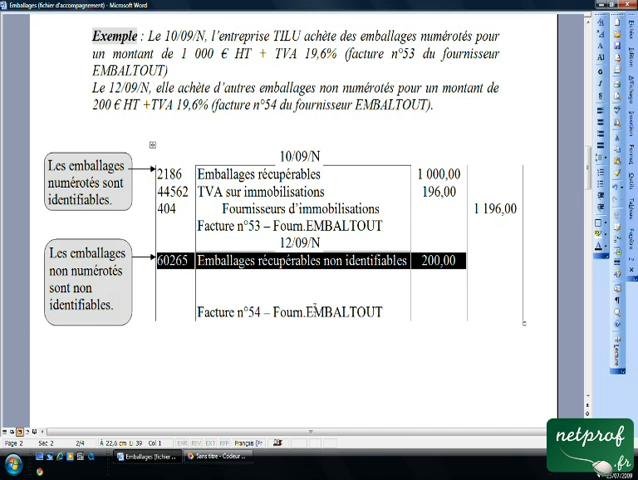 Emballages (fichier d'accompagnement) - Microsoft Word
Exemple : Le 10/09/N, l'entreprise TILU achète des emballages numérotés pour
un montant de 1 000 € HT + TVA 19,6% (facture n°53 du fournisseur
EMBALTOUT)
Le 12/09/N, elle achète d'autres emballages non numérotés pour un montant de
200 € HT +TVA 19,6% (facture n°54 du fournisseur EMBALTOUT).
10/09/N
Les emballages
numérotés sont
identifiables.
2186 Emballages récupérables 1 000,00
44562 TVA sur immobilisations 196,00
404 Fournisseurs d'immobilisations 1 196,00
Facture n°53 – Fourn.EMBALTOUT
12/09/N
Les emballages
non numérotés
sont non
identifiables.
60265 Emballages récupérables non identifiables 200,00
Facture n°54 – Fourn.EMBALTOUT
Page 2 Sec 2 2/4 À 22,6 cm Li 39 Col 1 ENR REV EXT RFP Français (Fr
Emballages (fichier ... Sans titre - Codeur ...
netprof
.fr